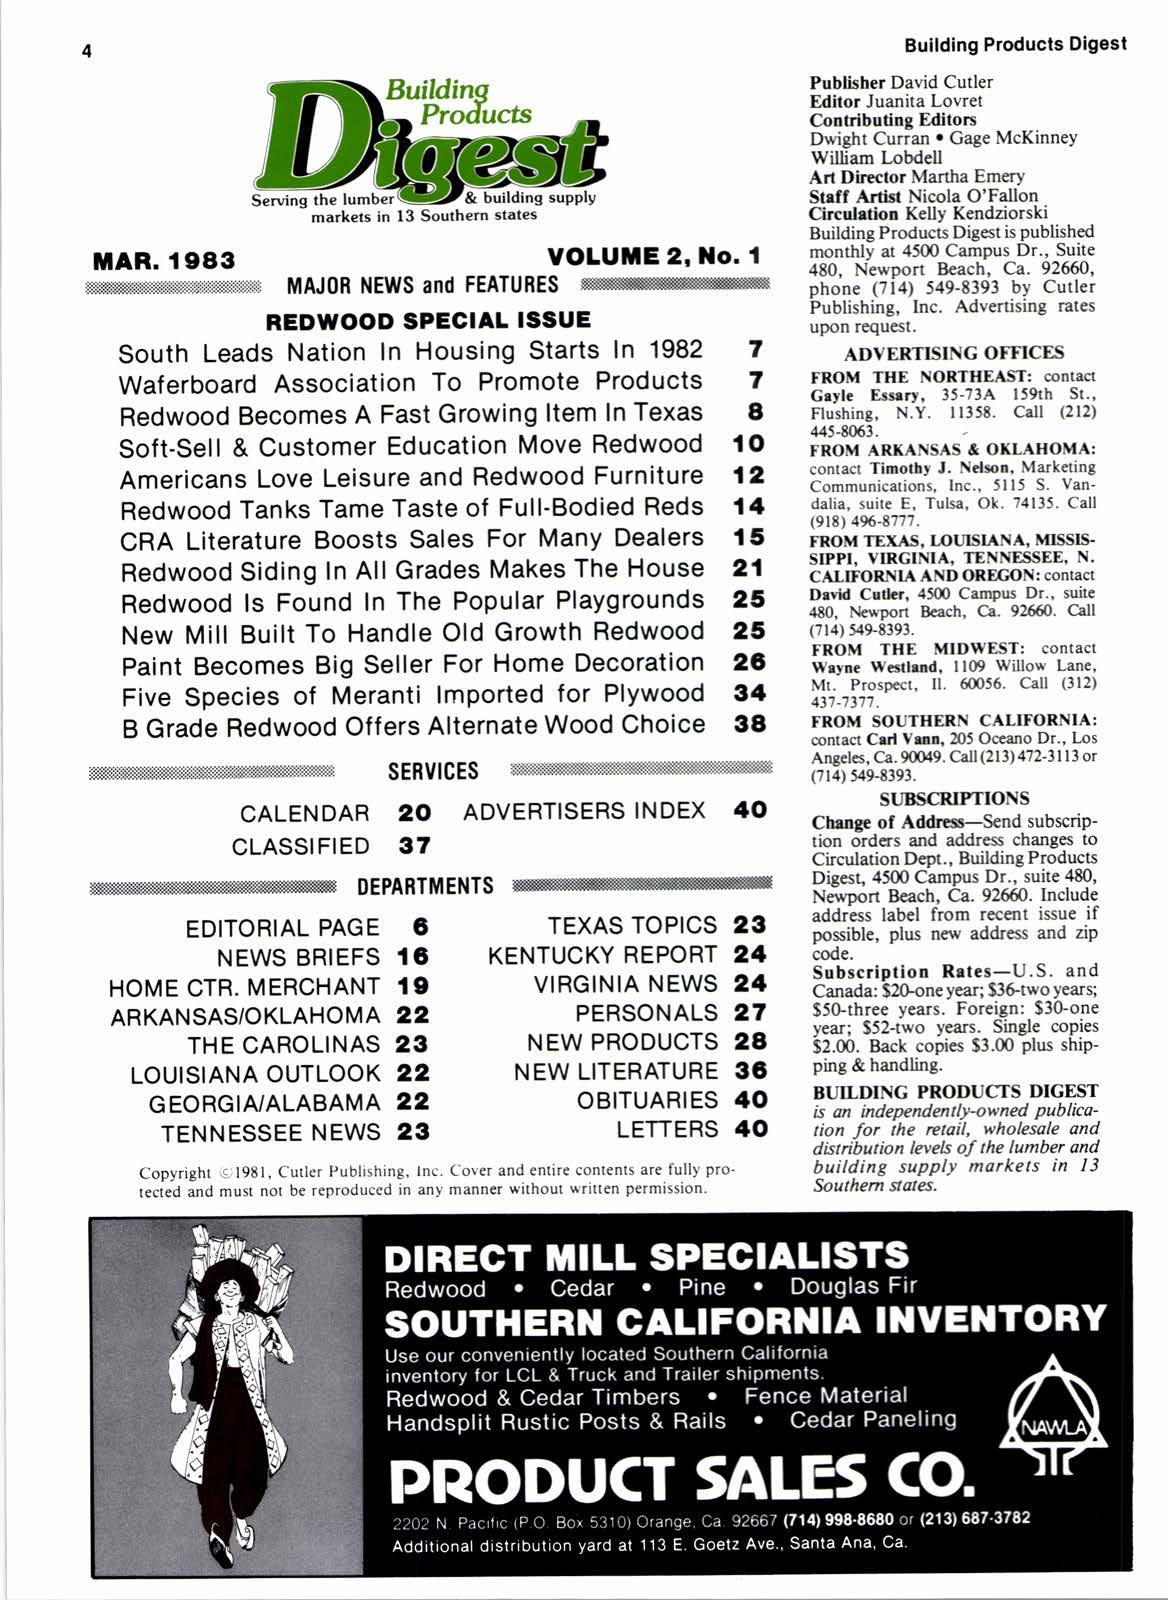 4
Building Products Digest
Building
Products
Digest
Serving the lumber & building supply
markets in 13 Southern states
MAR. 1983 VOLUME 2, No. 1
MAJOR NEWS and FEATURES
REDWOOD SPECIAL ISSUE
South Leads Nation In Housing Starts In 1982 7
Waferboard Association To Promote Products 7
Redwood Becomes A Fast Growing Item In Texas 8
Soft-Sell & Customer Education Move Redwood 10
Americans Love Leisure and Redwood Furniture 12
Redwood Tanks Tame Taste of Full-Bodied Reds 14
CRA Literature Boosts Sales For Many Dealers 15
Redwood Siding In All Grades Makes The House 21
Redwood Is Found In The Popular Playgrounds 25
New Mill Built To Handle Old Growth Redwood 25
Paint Becomes Big Seller For Home Decoration 26
Five Species of Meranti Imported for Plywood 34
B Grade Redwood Offers Alternate Wood Choice 38
SERVICES
CALENDAR 20 ADVERTISERS INDEX 40
CLASSIFIED 37
DEPARTMENTS
EDITORIAL PAGE 6
NEWS BRIEFS 16
HOME CTR. MERCHANT 19
ARKANSAS/OKLAHOMA 22
THE CAROLINAS 23
LOUISIANA OUTLOOK 22
GEORGIA/ALABAMA 22
TENNESSEE NEWS 23
TEXAS TOPICS 23
KENTUCKY REPORT 24
VIRGINIA NEWS 24
PERSONALS 27
NEW PRODUCTS 28
NEW LITERATURE 36
OBITUARIES 40
LETTERS 40
Copyright ©1981, Cutler Publishing, Inc. Cover and entire contents are fully pro-
tected and must not be reproduced in any manner without written permission.
Publisher David Cutler
Editor Juanita Lovret
Contributing Editors
Dwight Curran • Gage McKinney
William Lobdell
Art Director Martha Emery
Staff Artist Nicola O'Fallon
Circulation Kelly Kendziorski
Building Products Digest is published
monthly at 4500 Campus Dr., Suite
480, Newport Beach, Ca. 92660,
phone (714) 549-8393 by Cutler
Publishing, Inc. Advertising rates
upon request.
ADVERTISING OFFICES
FROM THE NORTHEAST: contact
Gayle Essary, 35-73A 159th St.,
Flushing, N.Y. 11358. Call (212)
445-8063.
FROM ARKANSAS & OKLAHOMA:
contact Timothy J. Nelson, Marketing
Communications, Inc., 5115 S. Van-
dalia, suite E, Tulsa, Ok. 74135. Call
(918) 496-8777.
FROM TEXAS, LOUISIANA, MISSIS-
SIPPI, VIRGINIA, TENNESSEE, N.
CALIFORNIA AND OREGON: contact
David Cutler, 4500 Campus Dr., suite
480, Newport Beach, Ca. 92660. Call
(714) 549-8393.
FROM THE MIDWEST: contact
Wayne Westland, 1109 Willow Lane,
Mt. Prospect, Il. 60056. Call (312)
437-7377.
FROM SOUTHERN CALIFORNIA:
contact Carl Vann, 205 Oceano Dr., Los
Angeles, Ca. 90049. Call (213) 472-3113 or
(714) 549-8393.
SUBSCRIPTIONS
Change of Address—Send subscrip-
tion orders and address changes to
Circulation Dept., Building Products
Digest, 4500 Campus Dr., suite 480,
Newport Beach, Ca. 92660. Include
address label from recent issue if
possible, plus new address and zip
code.
Subscription Rates—U.S. and
Canada: $20-one year; $36-two years;
$50-three years. Foreign: $30-one
year; $52-two years. Single copies
$2.00. Back copies $3.00 plus ship-
ping & handling.
BUILDING PRODUCTS DIGEST
is an independently-owned publica-
tion for the retail, wholesale and
distribution levels of the lumber and
building supply markets in 13
Southern states.
DIRECT MILL SPECIALISTS
Redwood • Cedar • Pine • Douglas Fir
SOUTHERN CALIFORNIA INVENTORY
Use our conveniently located Southern California
inventory for LCL & Truck and Trailer shipments.
Redwood & Cedar Timbers • Fence Material
Handsplit Rustic Posts & Rails • Cedar Paneling
NAWLA
PRODUCT SALES CO.
2202 N. Pacific (P.O. Box 5310) Orange, Ca. 92667 (714) 998-8680 or (213) 687-3782
Additional distribution yard at 113 E. Goetz Ave., Santa Ana, Ca.